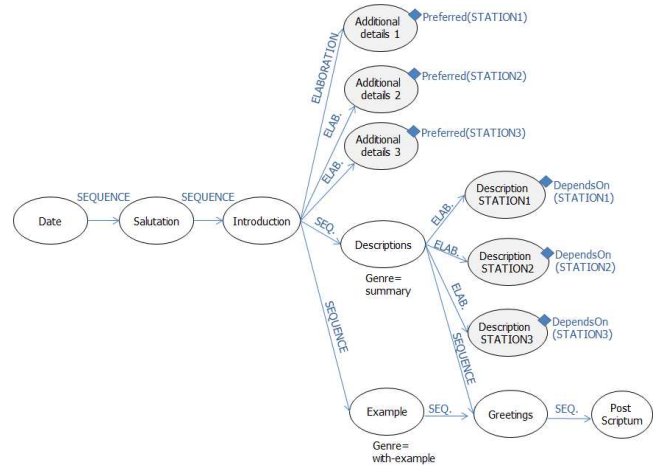 Additional
details 1
Preferred(STATION1)
ELABORATION
Additional
details 2
Preferred(STATION2)
ELAB.
Additional
details 3
Preferred(STATION3)
ELAB.
Date
SEQUENCE
Salutation
SEQUENCE
Introduction
SEQ.
Descriptions
Genre=
summary
ELAB.
Description
STATION1
DependsOn
(STATION1)
ELAB.
Description
STATION2
DependsOn
(STATION2)
ELAB.
Description
STATION3
DependsOn
(STATION3)
SEQUENCE
SEQUENCE
Example
Genre=
with-example
SEQ.
Greetings
SEQ.
Post
Scriptum